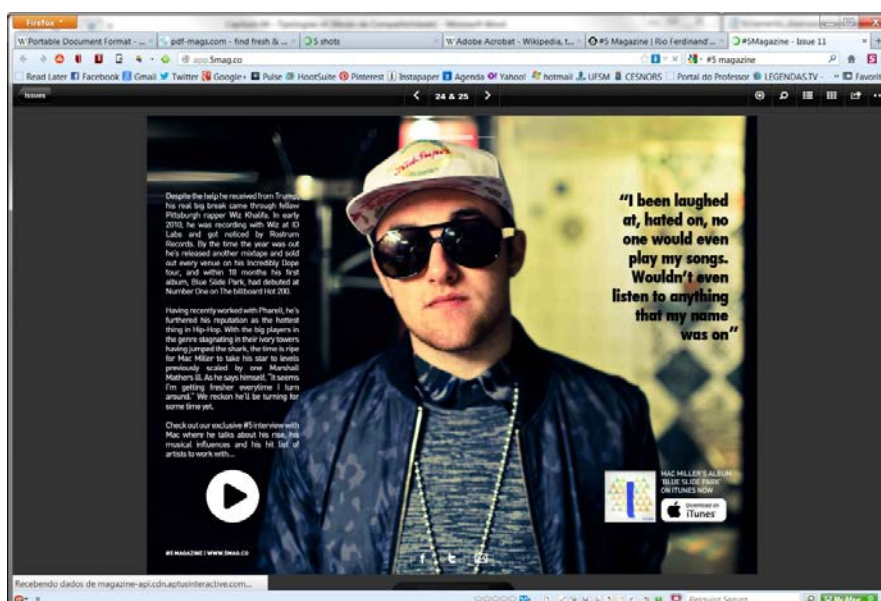 Firefox
Portable Document Format - ...
pdf-mags.com - find fresh & ...
5 shots
Adobe Acrobat - Wikipedia, t...
#5 Magazine | Rio Ferdinand'...
#5Magazine - Issue 11
app.5mag.co
#5 magazine
Read Later Facebook Gmail Twitter Google+ Pulse HootSuite Pinterest Instapaper Agenda Yahoo! hotmail UFSM CESNORS Portal do Professor LEGENDAS.TV - Favorit
Issues
24 & 25
Despite the help he received from Trump,
his real big break came through fellow
Pittsburgh rapper Wiz Khalifa. In early
2010, he was recording with Wiz at ID
Labs and got noticed by Rostrum
Records. By the time the year was out
he's released another mixtape and sold
out every venue on his Incredibly Dope
tour, and within 18 months his first
album, Blue Slide Park, had debuted at
Number One on The billboard Hot 200.
Having recently worked with Pharell, he's
furthered his reputation as the hottest
thing in Hip-Hop. With the big players in
the genre stagnating in their ivory towers
having jumped the shark, the time is ripe
for Mac Miller to take his star to levels
previously scaled by one Marshall
Mathers III. As he says himself, "It seems
I'm getting fresher everytime I turn
around." We reckon he'll be turning for
some time yet.
Check out our exclusive #5 interview with
Mac where he talks about his rise, his
musical influences and his hit list of
artists to work with...
"I been laughed
at, hated on, no
one would even
play my songs.
Wouldn't even
listen to anything
that my name
was on"
MAC MILLER'S ALBUM
'BLUE SLIDE PARK'
ON ITUNES NOW
Download on
iTunes
#5 MAGAZINE | WWW.5MAG.CO
Recebendo dados de magazine-api.cdn.aptusinteractive.com...
McAfee